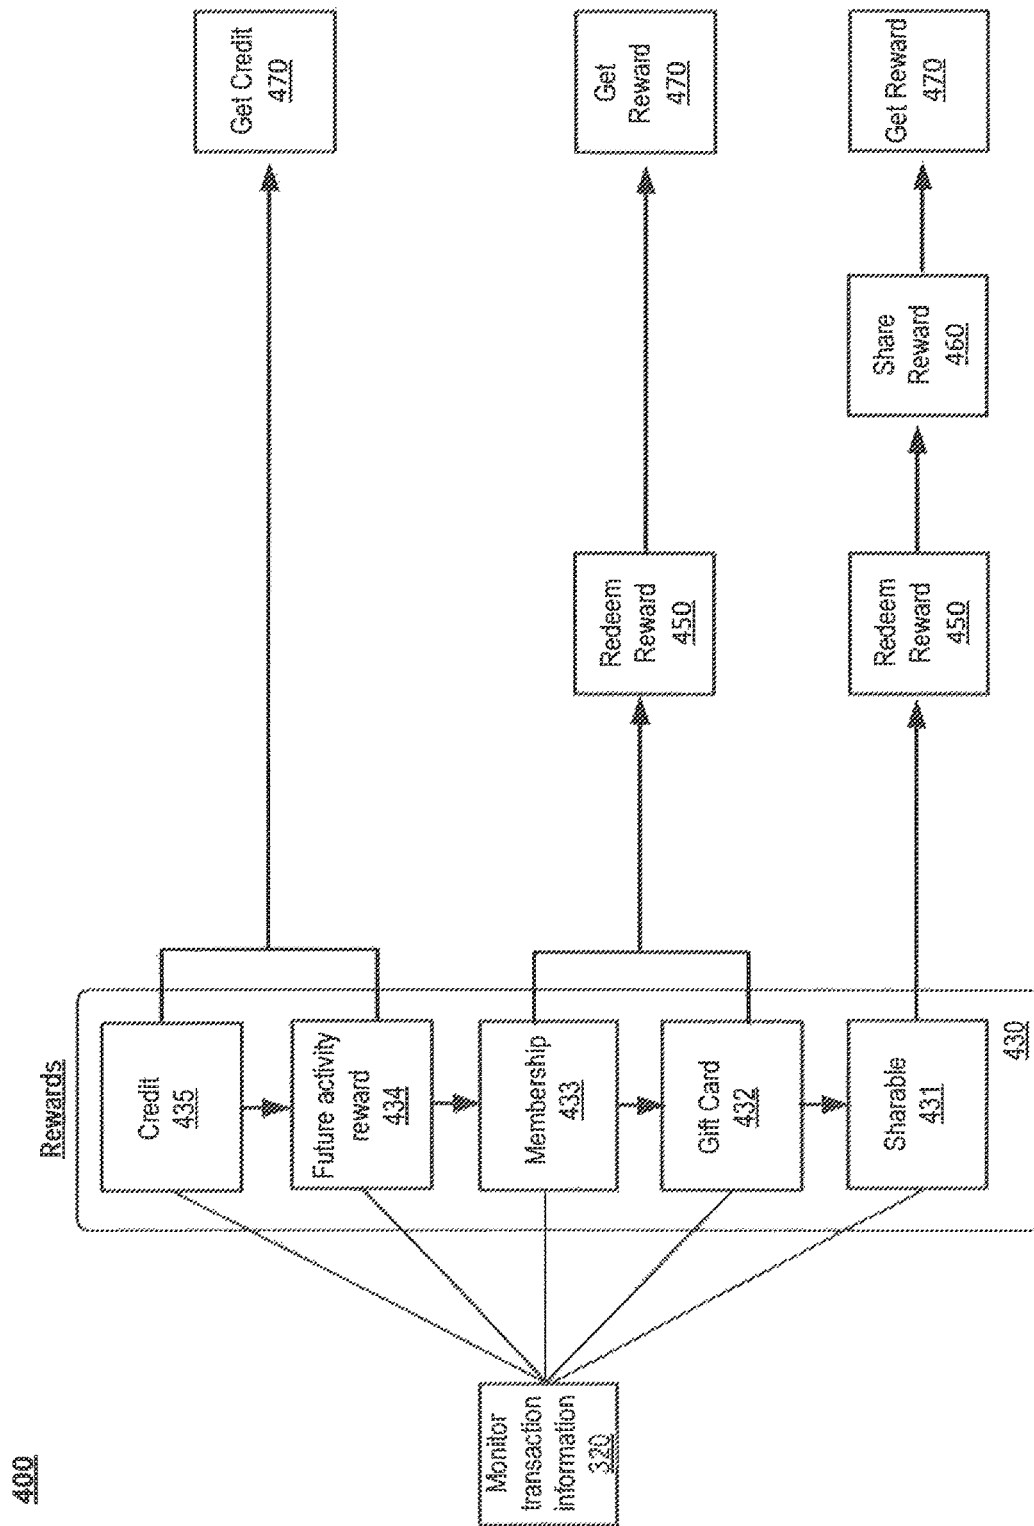 400
Monitor
transaction
information
320
Rewards
Credit
435
Future activity
reward
434
Membership
433
Gift Card
432
Sharable
431
430
Get Credit
470
Redeem
Reward
450
Get
Reward
470
Redeem
Reward
450
Share
Reward
460
Get Reward
470